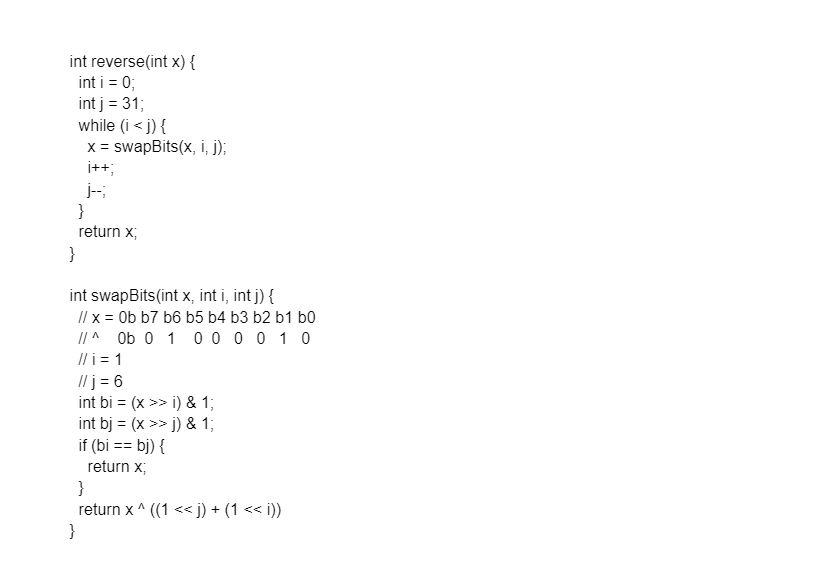 int reverse(int x) {
int i = 0;
int j = 31;
while (i < j) {
x = swapBits(x, i, j);
i++;
j--;
}
return x;
}
int swapBits(int x, int i, int j) {
// x = 0b b7 b6 b5 b4 b3 b2 b1 b0
// ^ 0b 0 1 0 0 0 0 1 0
// i = 1
// j = 6
int bi = (x >> i) & 1;
int bj = (x >> j) & 1;
if (bi == bj) {
return x;
}
return x ^ ((1 << j) + (1 << i))
}